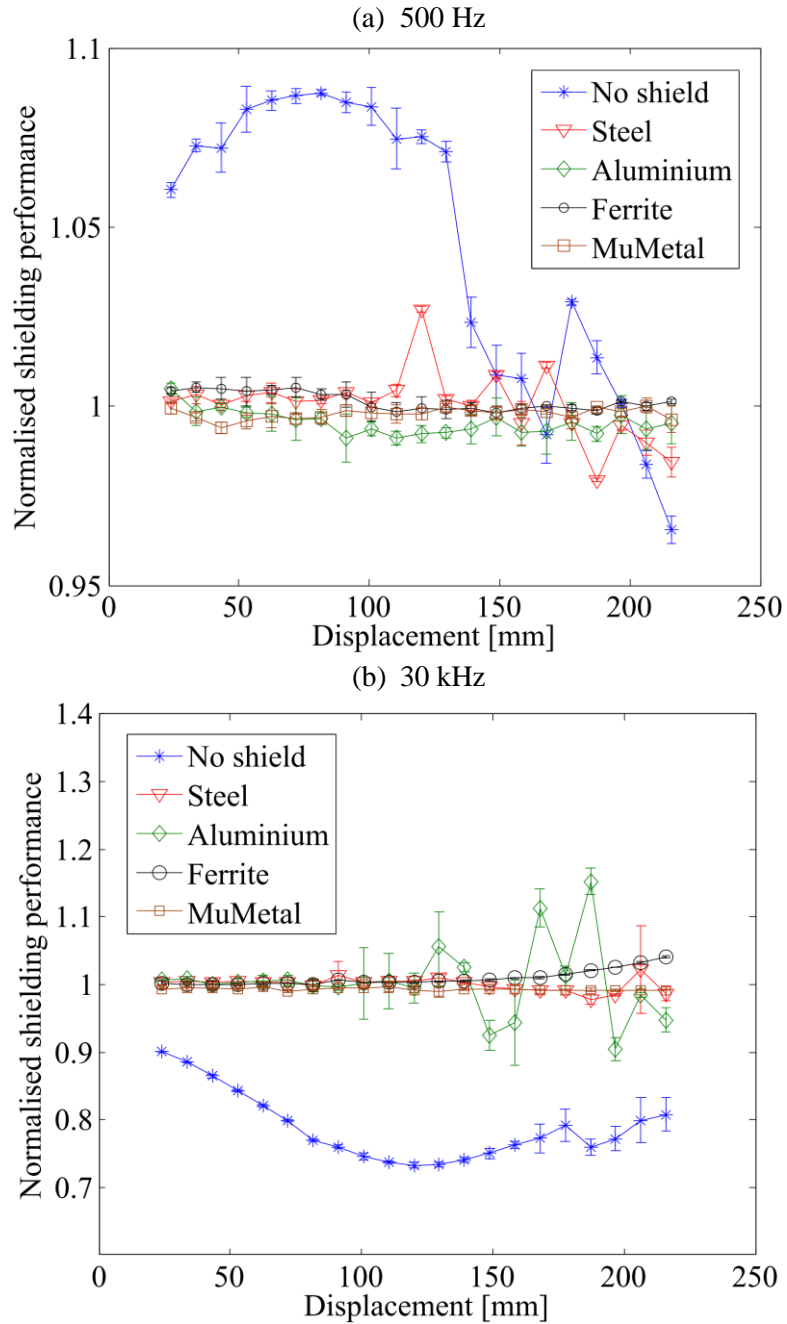 (a) 500 Hz
1.1
1.05
1
0.95
Normalised shielding performance
No shield
Steel
Aluminium
Ferrite
MuMetal
0 50 100 150 200 250
Displacement [mm]
(b) 30 kHz
1.4
1.3
1.2
1.1
1
0.9
0.8
0.7
Normalised shielding performance
No shield
Steel
Aluminium
Ferrite
MuMetal
0 50 100 150 200 250
Displacement [mm]